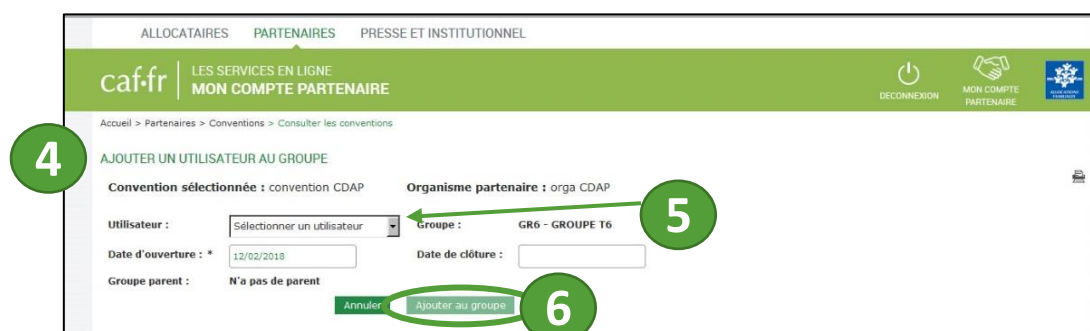 ALLOCATAIRES PARTENAIRES PRESSE ET INSTITUTIONNEL
caf.fr LES SERVICES EN LIGNE
MON COMPTE PARTENAIRE
DECONNEXION
MON COMPTE
PARTENAIRE
Accueil > Partenaires > Conventions > Consulter les conventions
4
AJOUTER UN UTILISATEUR AU GROUPE
Convention sélectionnée : convention CDAP Organisme partenaire : orga CDAP
Utilisateur : Sélectionner un utilisateur Groupe : GR6 - GROUPE T6
5
Date d'ouverture : * 12/02/2018 Date de clôture :
Groupe parent : N'a pas de parent
Annuler Ajouter au groupe
6